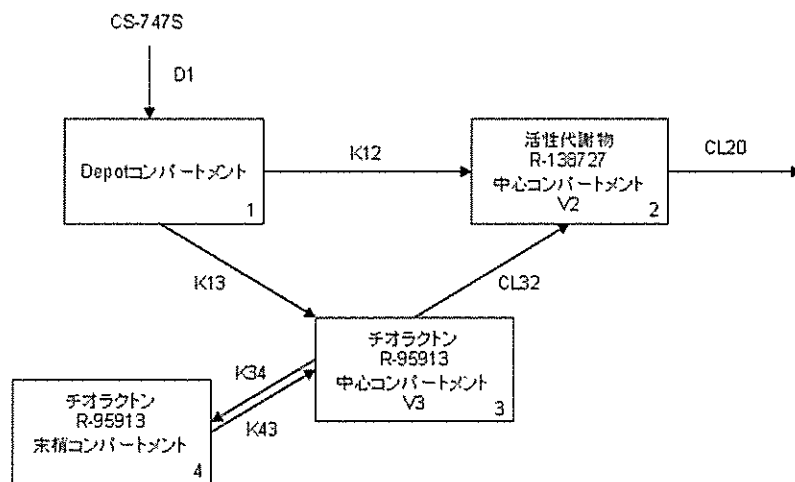 CS-747S
D1
Depotコンパートメント
1
K12
活性代謝物
R-138727
中心コンパートメント
V2
2
CL20
K13
CL32
チオラクトン
R-95913
中心コンパートメント
V3
3
K34
K43
チオラクトン
R-95913
末梢コンパートメント
4